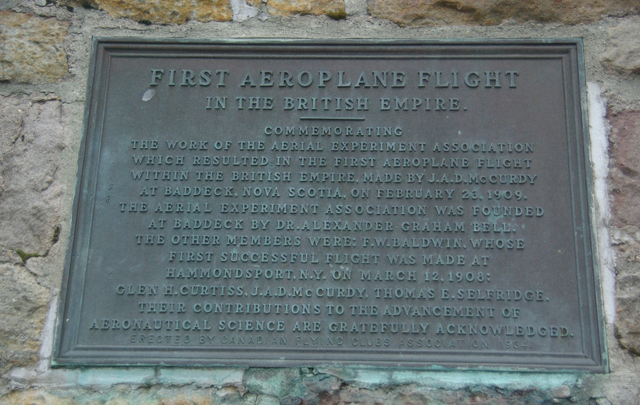 FIRST AEROPLANE FLIGHT
IN THE BRITISH EMPIRE.
COMMEMORATING
THE WORK OF THE AERIAL EXPERIMENT ASSOCIATION
WHICH RESULTED IN THE FIRST AEROPLANE FLIGHT
WITHIN THE BRITISH EMPIRE, MADE BY J.A.D. McCURDY
AT BADDECK, NOVA SCOTIA, ON FEBRUARY 23, 1909.
THE AERIAL EXPERIMENT ASSOCIATION WAS FOUNDED
AT BADDECK BY DR. ALEXANDER GRAHAM BELL.
THE OTHER MEMBERS WERE: F.W. BALDWIN, WHOSE
FIRST SUCCESSFUL FLIGHT WAS MADE AT
HAMMONDSPORT, N.Y. ON MARCH 12, 1908:
GLEN H. CURTISS, J.A.D. McCURDY, THOMAS E. SELFRIDGE.
THEIR CONTRIBUTIONS TO THE ADVANCEMENT OF
AERONAUTICAL SCIENCE ARE GRATEFULLY ACKNOWLEDGED.
ERECTED BY CANADIAN FLYING CLUBS ASSOCIATION 1934